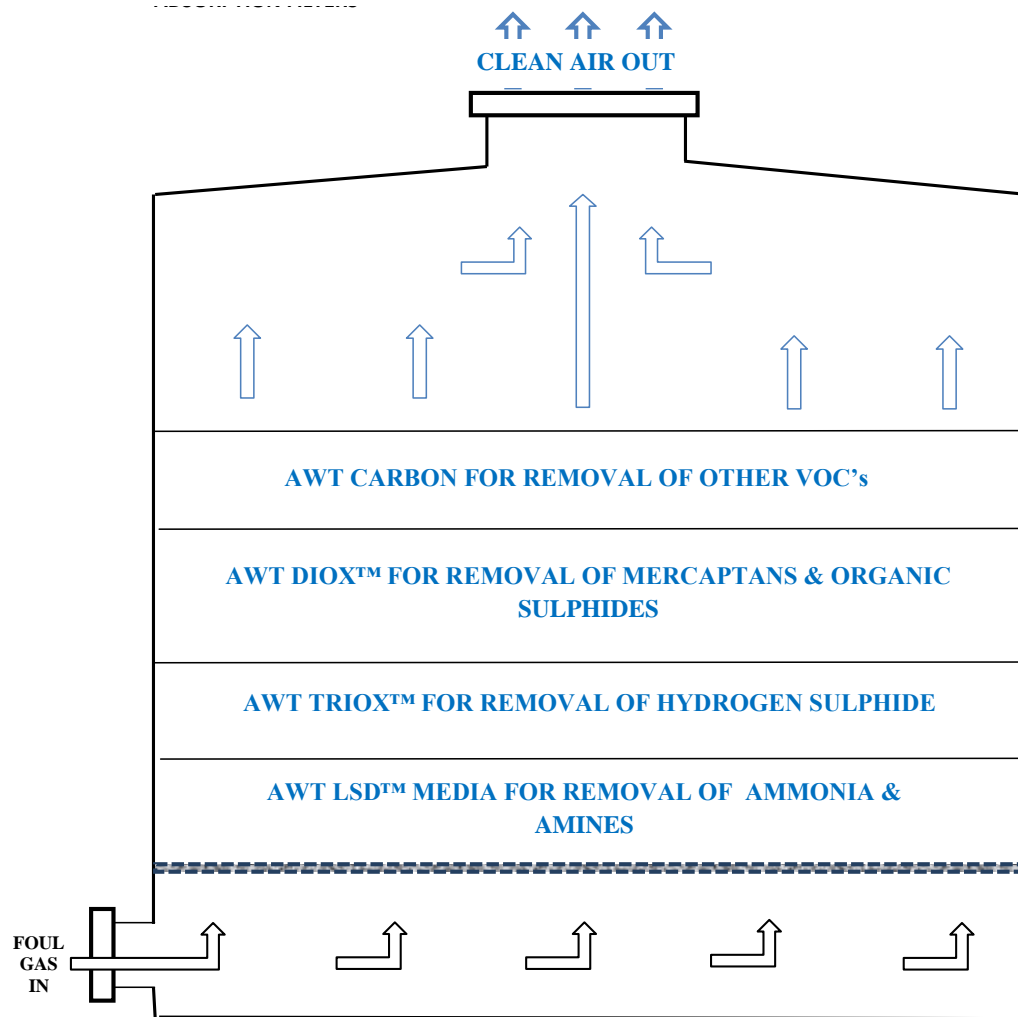 CLEAN AIR OUT
AWT CARBON FOR REMOVAL OF OTHER VOC's
AWT DIOX™ FOR REMOVAL OF MERCAPTANS & ORGANIC
SULPHIDES
AWT TRIOX™ FOR REMOVAL OF HYDROGEN SULPHIDE
AWT LSD™ MEDIA FOR REMOVAL OF AMMONIA &
AMINES
FOUL
GAS
IN